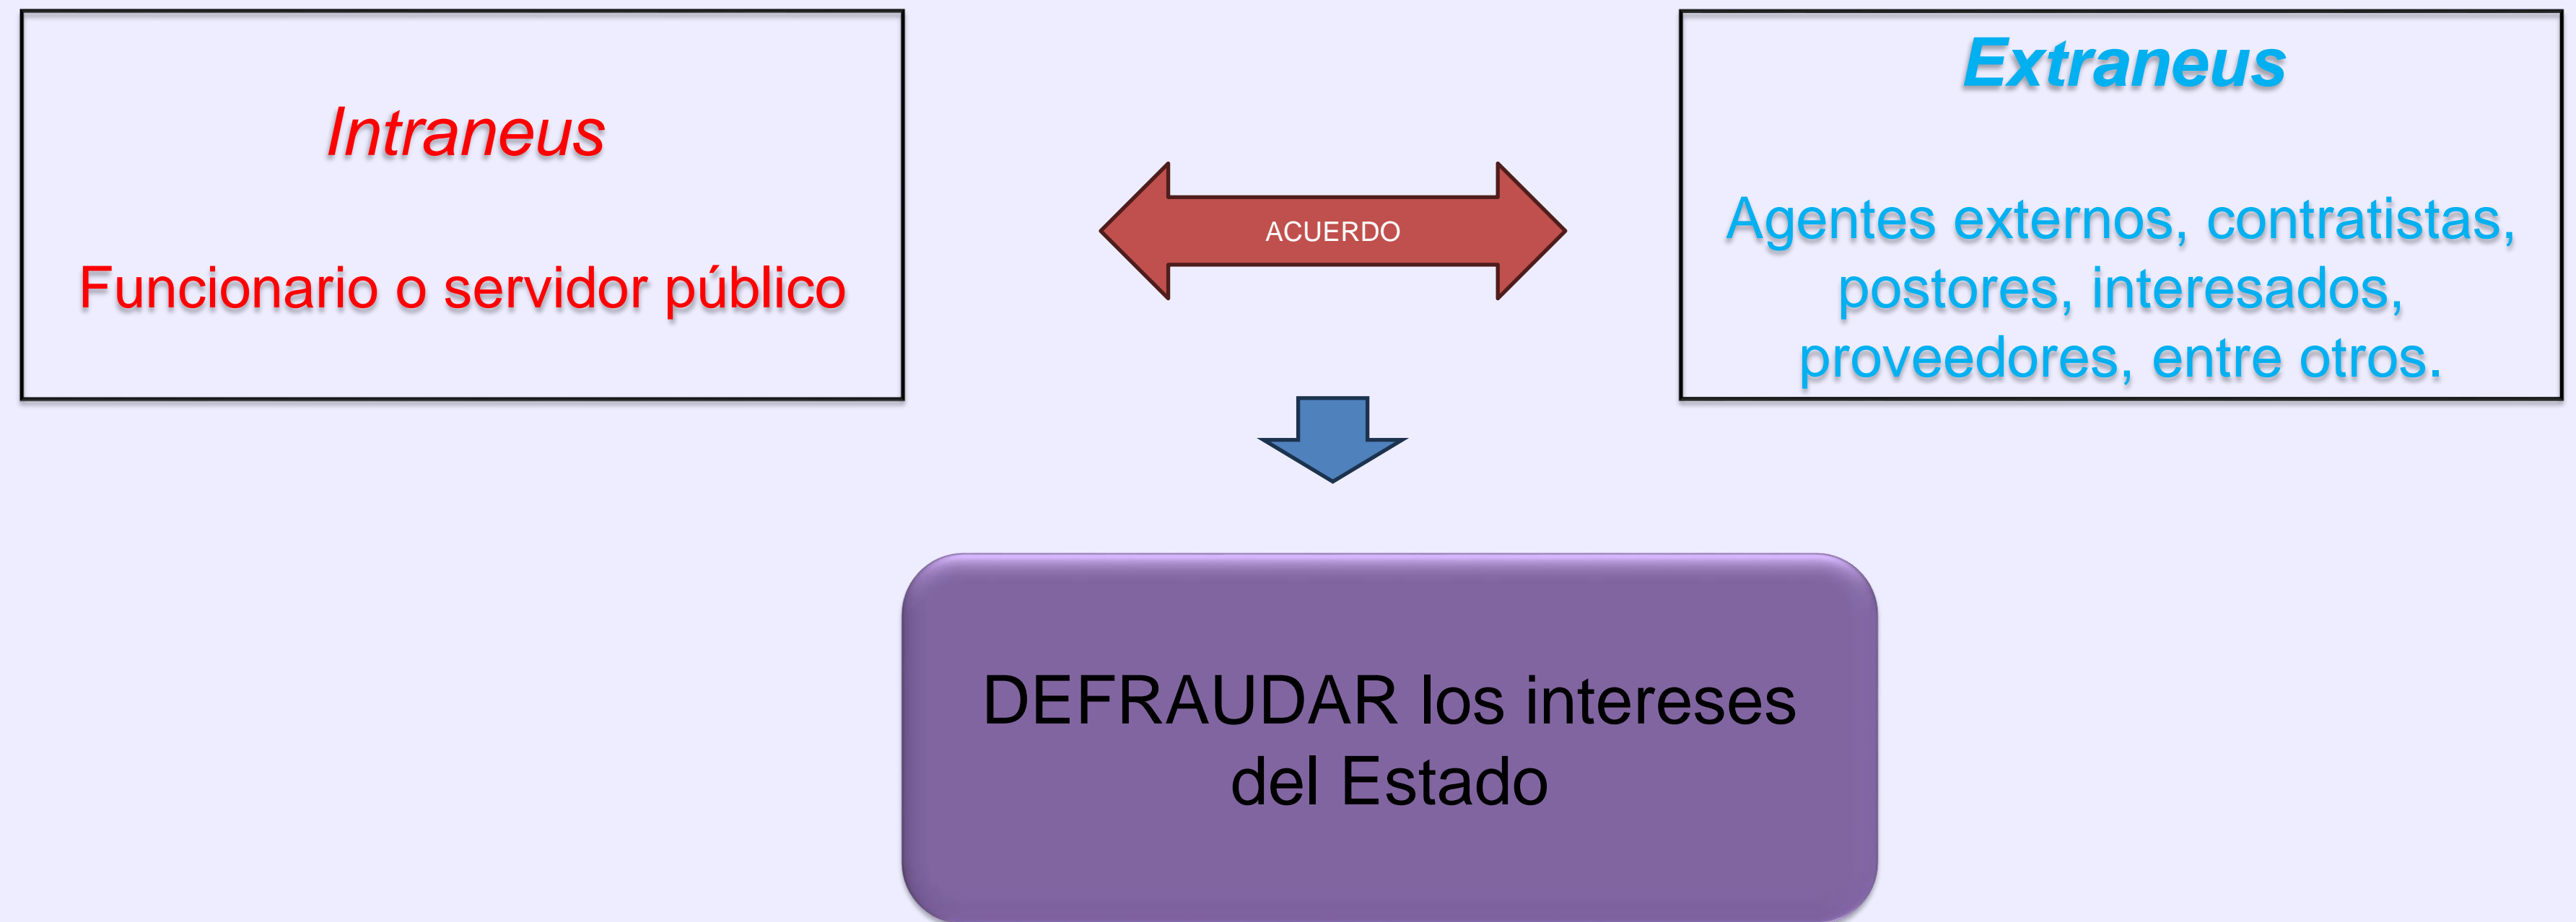 Intraneus
Funcionario o servidor público
ACUERDO
Extraneus
Agentes externos, contratistas,
postores, interesados,
proveedores, entre otros.
DEFRAUDAR los intereses
del Estado